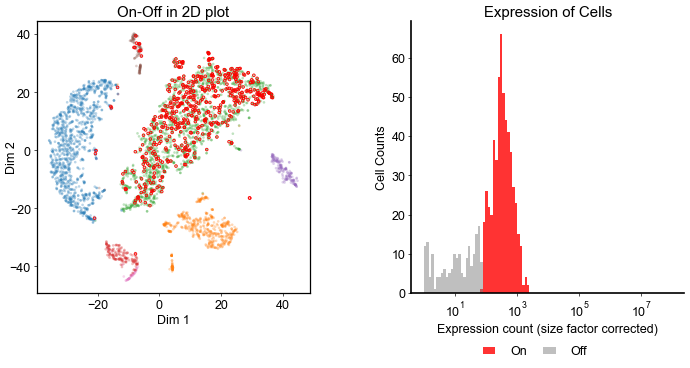 On-Off in 2D plot
Dim 2
40
20
0
−20
−40
−20
0
20
40
Dim 1
Expression of Cells
Cell Counts
60
50
40
30
20
10
0
10^1
10^3
10^5
10^7
Expression count (size factor corrected)
On
Off